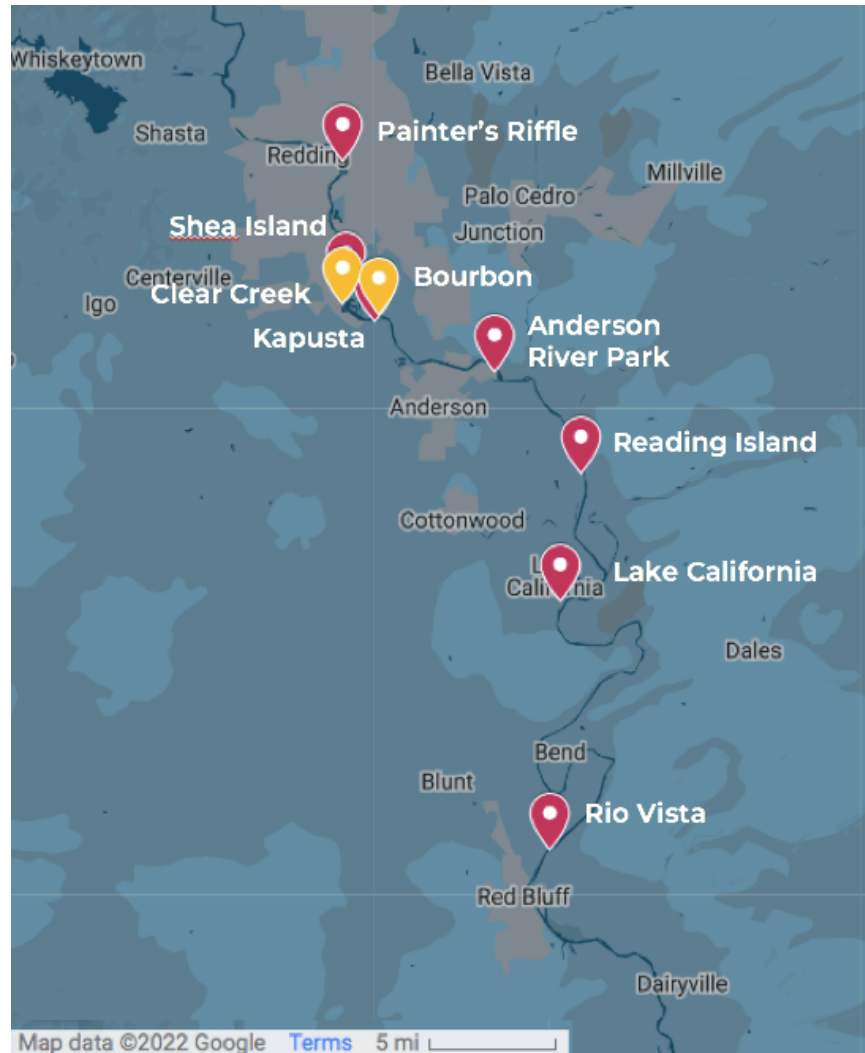 Whiskeytown
Bella Vista
Shasta
Painter's Riffle
Redding
Millville
Palo Cedro
Shea Island
Junction
Centerville
Clear Creek
Bourbon
Igo
Kapusta
Anderson
River Park
Anderson
Reading Island
Cottonwood
Lake California
California
Dales
Bend
Blunt
Rio Vista
Red Bluff
Dairyville
Map data ©2022 Google Terms 5 mi